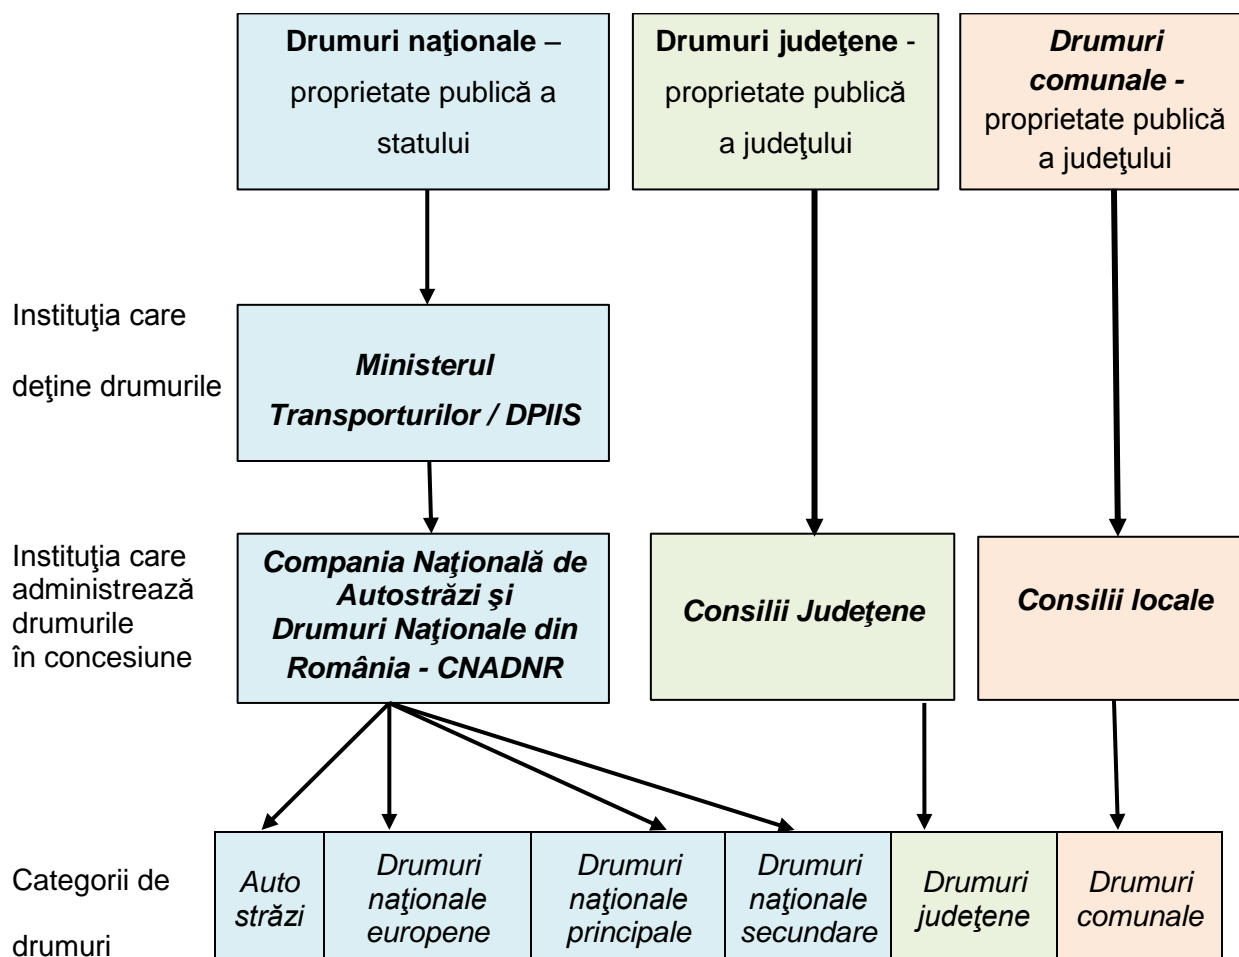 Drumuri naţionale –
proprietate publică a
statului
Drumuri judeţene -
proprietate publică
a judeţului
Drumuri
comunale -
proprietate publică
a judeţului
Instituţia care
deţine drumurile
Ministerul
Transporturilor / DPIIS
Instituţia care
administrează
drumurile
în concesiune
Compania Naţională de
Autostrăzi şi
Drumuri Naţionale din
România - CNADNR
Consilii Judeţene
Consilii locale
Categorii de
drumuri
Auto
străzi
Drumuri
naţionale
europene
Drumuri
naţionale
principale
Drumuri
naţionale
secundare
Drumuri
judeţene
Drumuri
comunale